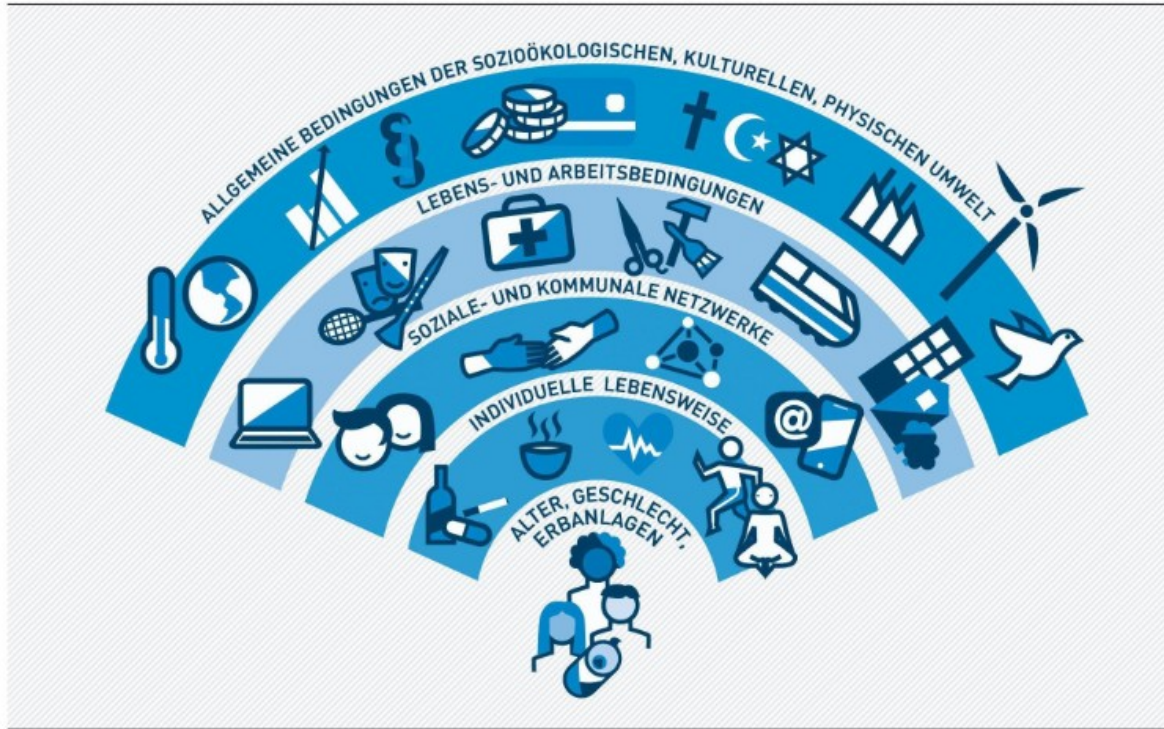 ALLGEMEINE BEDINGUNGEN DER SOZIOÖKOLOGISCHEN, KULTURELLEN, PHYSISCHEN UMWELT
LEBENS- UND ARBEITSBEDINGUNGEN
SOZIALE- UND KOMMUNALE NETZWERKE
INDIVIDUELLE LEBENSWEISE
ALTER, GESCHLECHT,
ERBANLAGEN